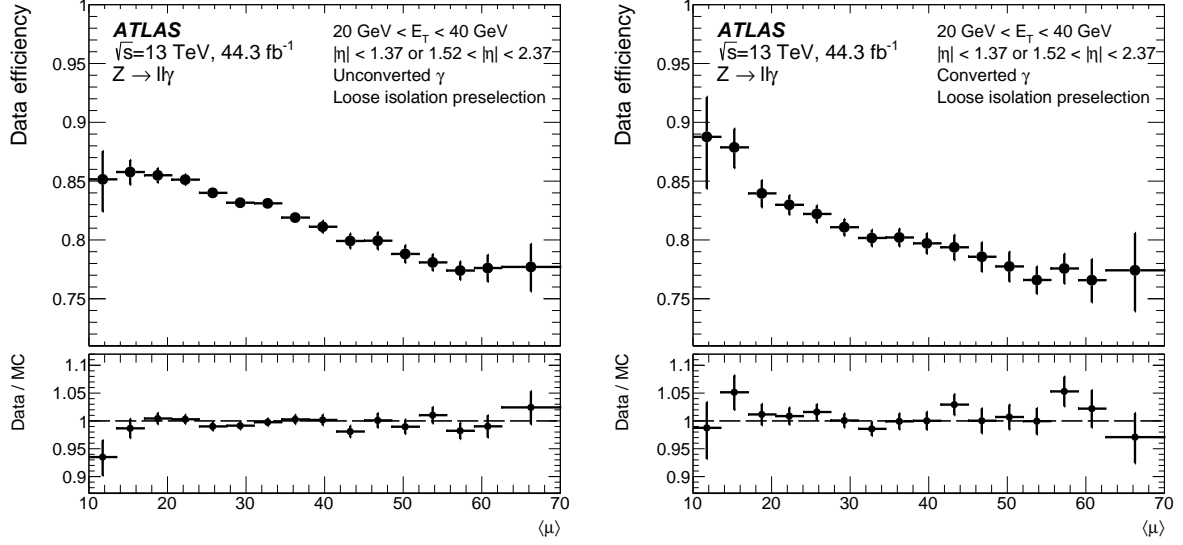 Data efficiency
ATLAS
√s=13 TeV, 44.3 fb⁻¹
Z → llγ
20 GeV < E_T < 40 GeV
|η| < 1.37 or 1.52 < |η| < 2.37
Unconverted γ
Loose isolation preselection
1
0.95
0.9
0.85
0.8
0.75
Data / MC
1.1
1.05
1
0.95
0.9
10 20 30 40 50 60 70
⟨μ⟩
Data efficiency
ATLAS
√s=13 TeV, 44.3 fb⁻¹
Z → llγ
20 GeV < E_T < 40 GeV
|η| < 1.37 or 1.52 < |η| < 2.37
Converted γ
Loose isolation preselection
1
0.95
0.9
0.85
0.8
0.75
Data / MC
1.1
1.05
1
0.95
0.9
10 20 30 40 50 60 70
⟨μ⟩